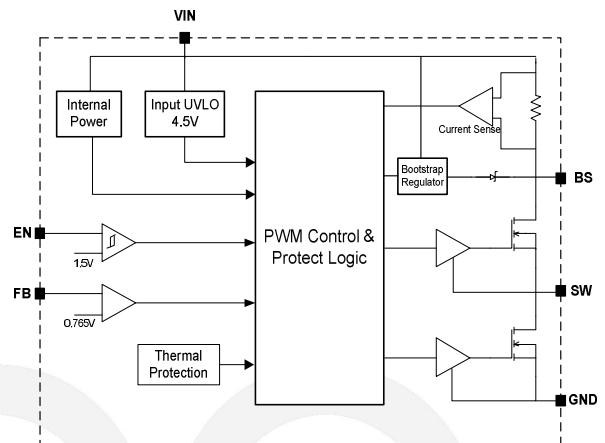 VIN
Internal
Power
Input UVLO
4.5V
Current Sense
Bootstrap
Regulator
BS
EN
1.5V
PWM Control &
Protect Logic
FB
0.765V
SW
Thermal
Protection
GND